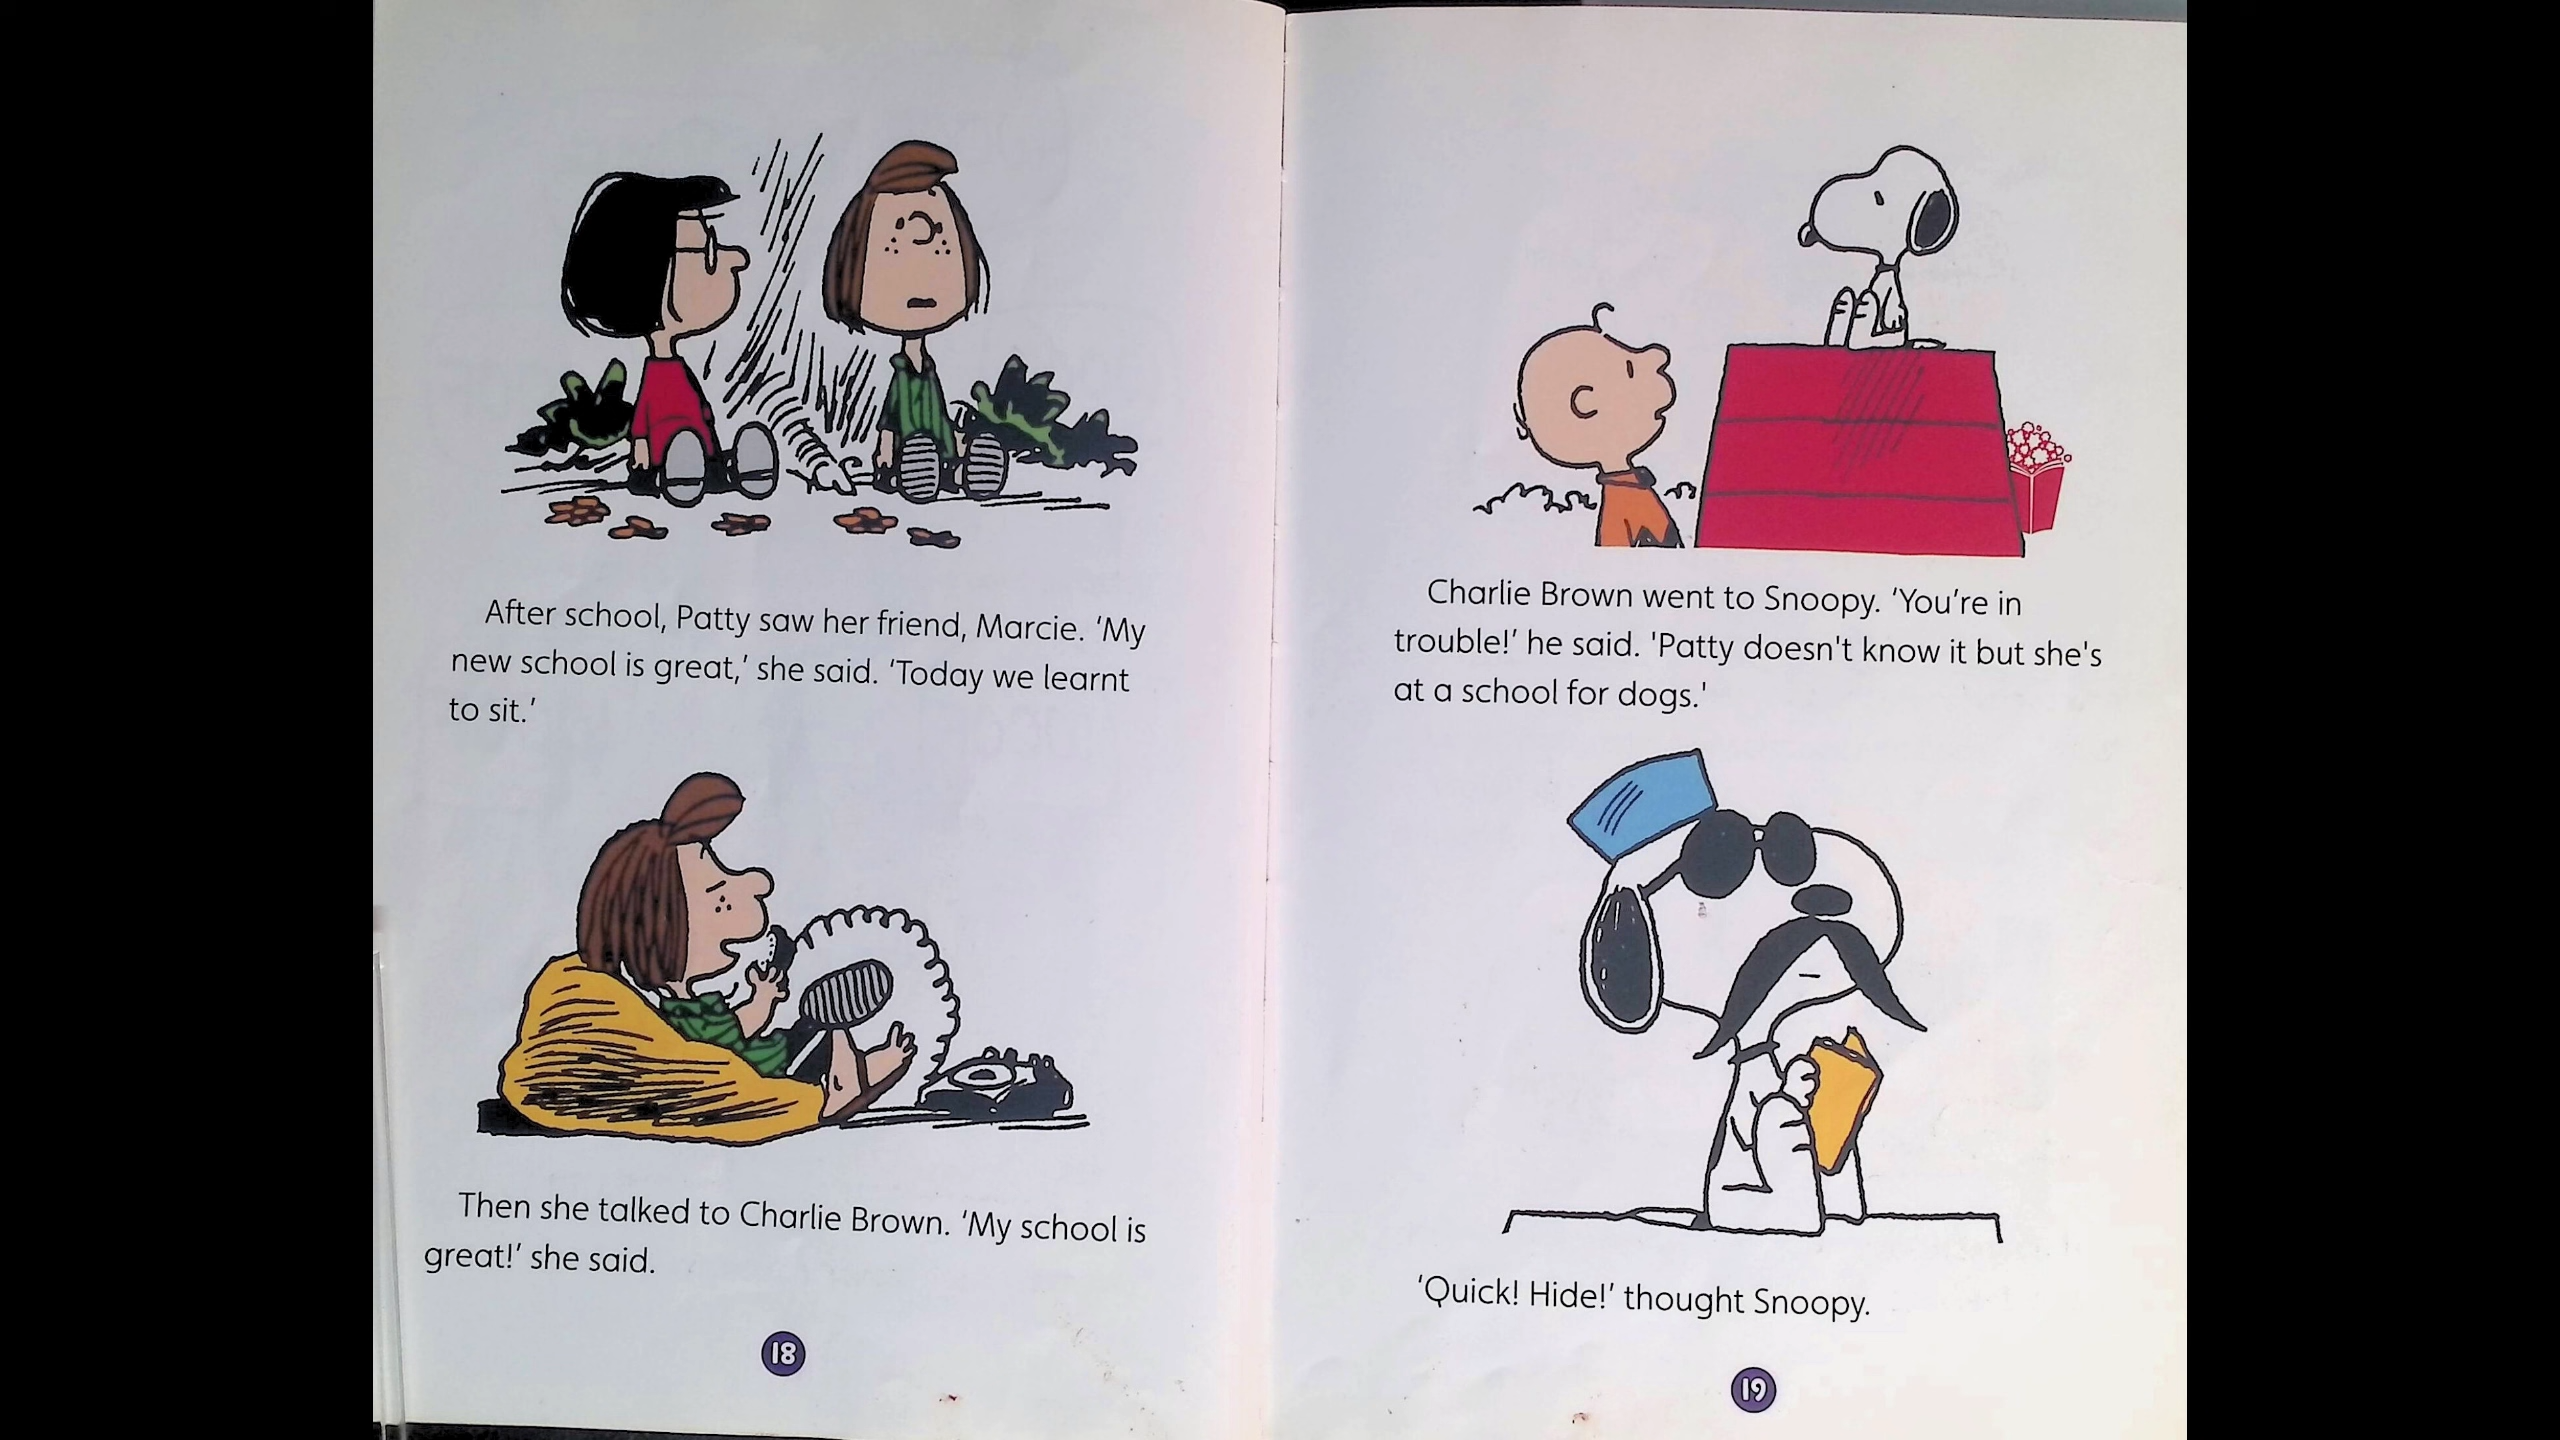 After school, Patty saw her friend, Marcie. ‘My
new school is great,’ she said. ‘Today we learnt
to sit.’
Then she talked to Charlie Brown. ‘My school is
great!’ she said.
18
Charlie Brown went to Snoopy. ‘You’re in
trouble!’ he said. 'Patty doesn't know it but she's
at a school for dogs.'
‘Quick! Hide!’ thought Snoopy.
19